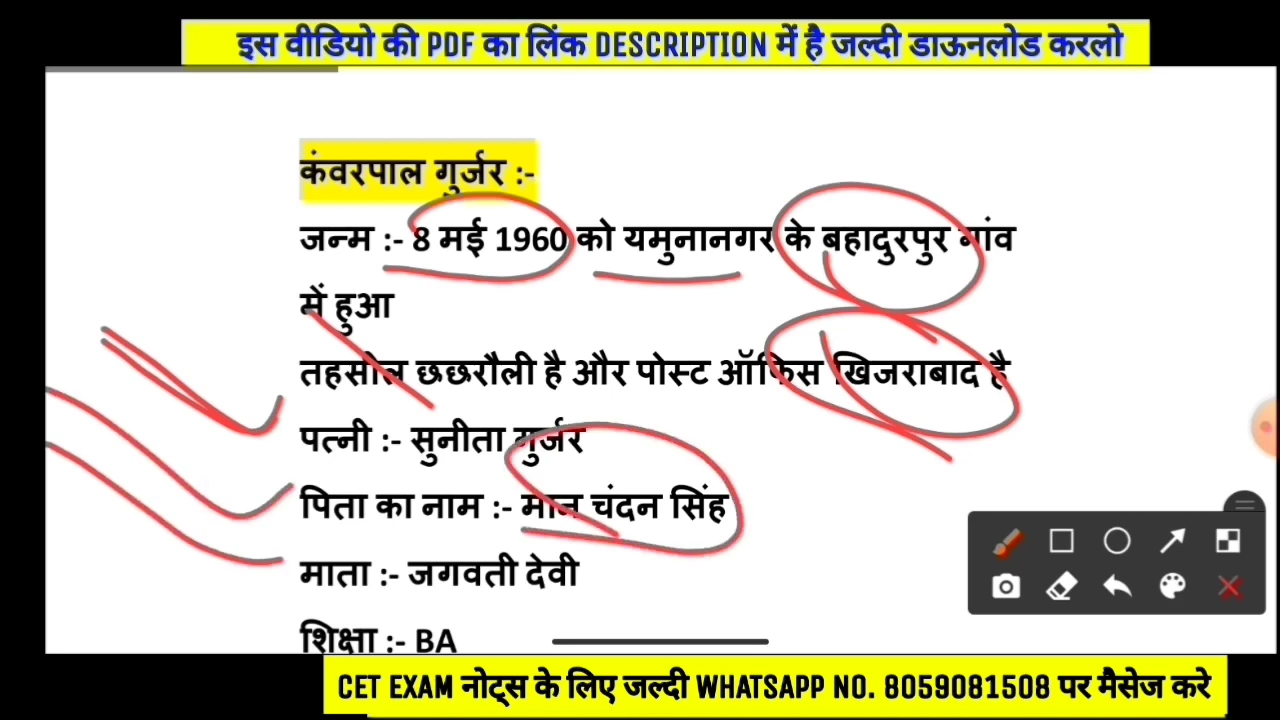 इस वीडियो की PDF का लिंक DESCRIPTION में है जल्दी डाऊनलोड करलो
कंवरपाल गुर्जर :-
जन्म :- 8 मई 1960 को यमुनानगर के बहादुरपुर गांव
में हुआ
तहसील छछरौली है और पोस्ट ऑफिस खिजराबाद है
पत्नी :- सुनीता गुर्जर
पिता का नाम :- मान चंदन सिंह
माता :- जगवती देवी
शिक्षा :- BA
CET EXAM नोट्स के लिए जल्दी WHATSAPP NO. 8059081508 पर मैसेज करे